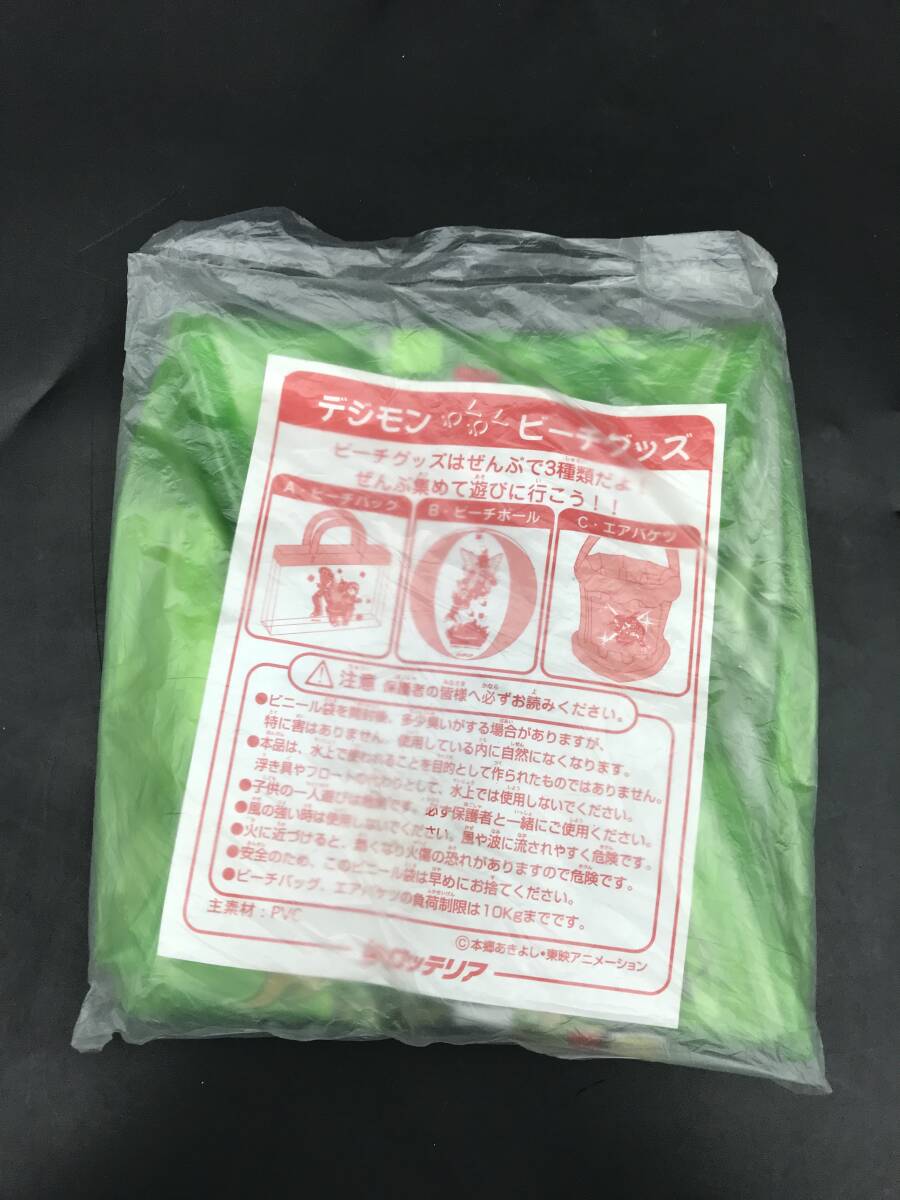 デジモン わくわく ビーチグッズ
ビーチグッズはぜんぶで3種類だよ！
ぜんぶ集めて遊びに行こう！！
A・ビーチバッグ
B・ビーチボール
C・エアバケツ
注意 保護者の皆様へ必ずお読みください。
●ビニール袋を開封後、多少臭いがする場合がありますが、
特に害はありません。使用している内に自然になくなります。
●本品は、水上で使われることを目的として作られたものではありません。
浮き具やフロートの代わりとして、水上では使用しないでください。
●子供の一人遊びは危険です。必ず保護者と一緒にご使用ください。
●風の強い時は使用しないでください。風や波に流されやすく危険です。
●火に近づけると、熱くなり火傷の恐れがありますので危険です。
●安全のため、このビニール袋は早めにお捨てください。
●ビーチバッグ、エアバケツの負荷制限は10Kgまでです。
主素材：PVC
©本郷あきよし・東映アニメーション
ロッテリア